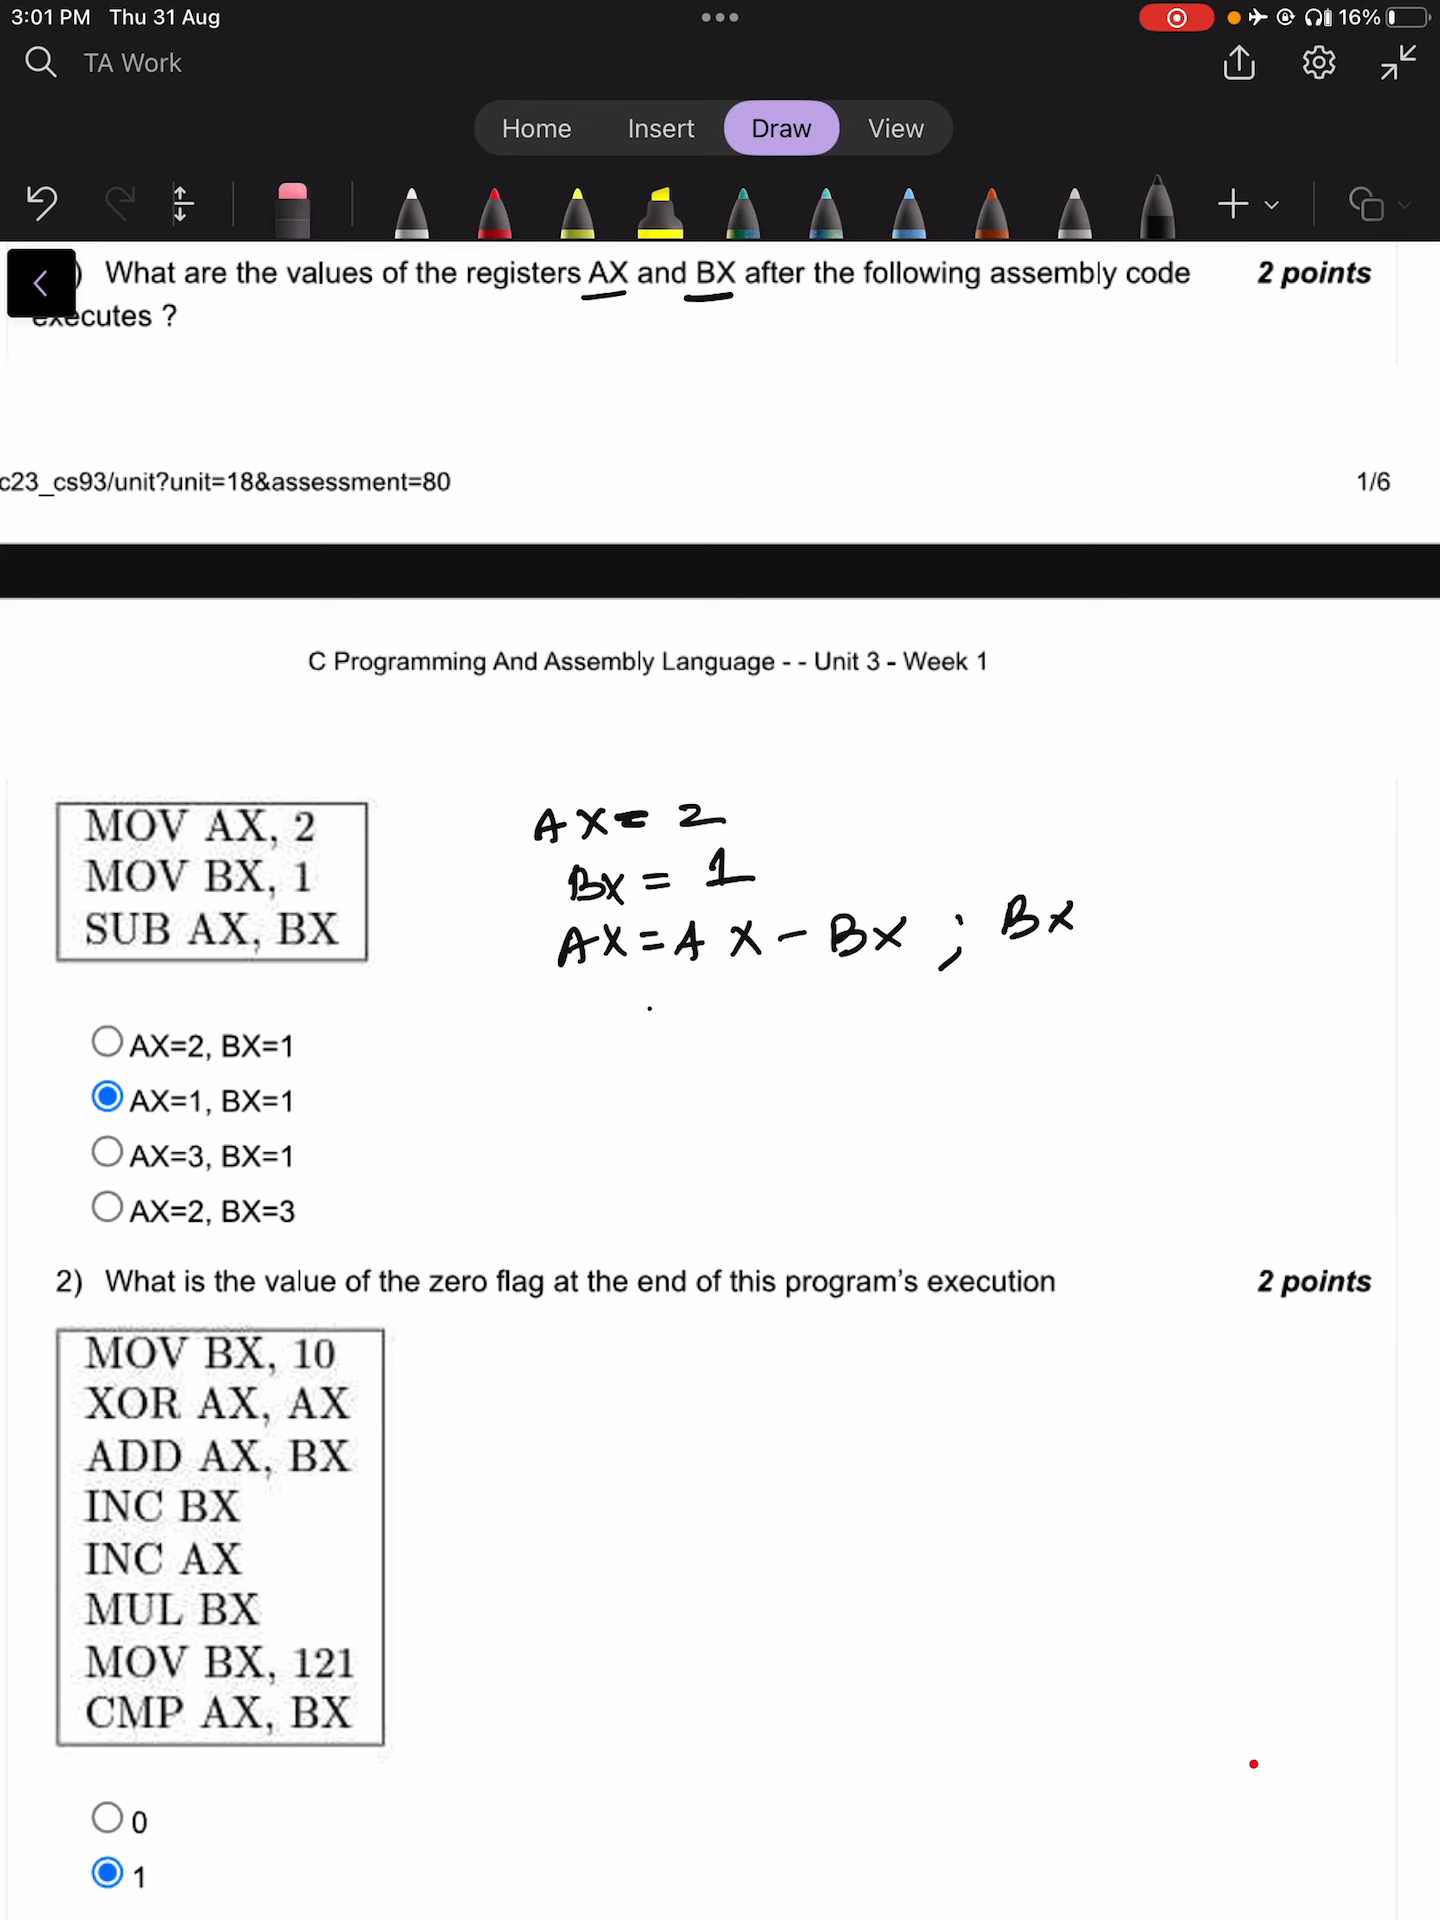 3:01 PM Thu 31 Aug
16%
TA Work
Home Insert Draw View
) What are the values of the registers AX and BX after the following assembly code 2 points
executes ?
c23_cs93/unit?unit=18&assessment=80 1/6
C Programming And Assembly Language - - Unit 3 - Week 1
MOV AX, 2
MOV BX, 1
SUB AX, BX
AX= 2
BX = 1
AX=AX-BX ; BX
AX=2, BX=1
AX=1, BX=1
AX=3, BX=1
AX=2, BX=3
2) What is the value of the zero flag at the end of this program's execution 2 points
MOV BX, 10
XOR AX, AX
ADD AX, BX
INC BX
INC AX
MUL BX
MOV BX, 121
CMP AX, BX
0
1